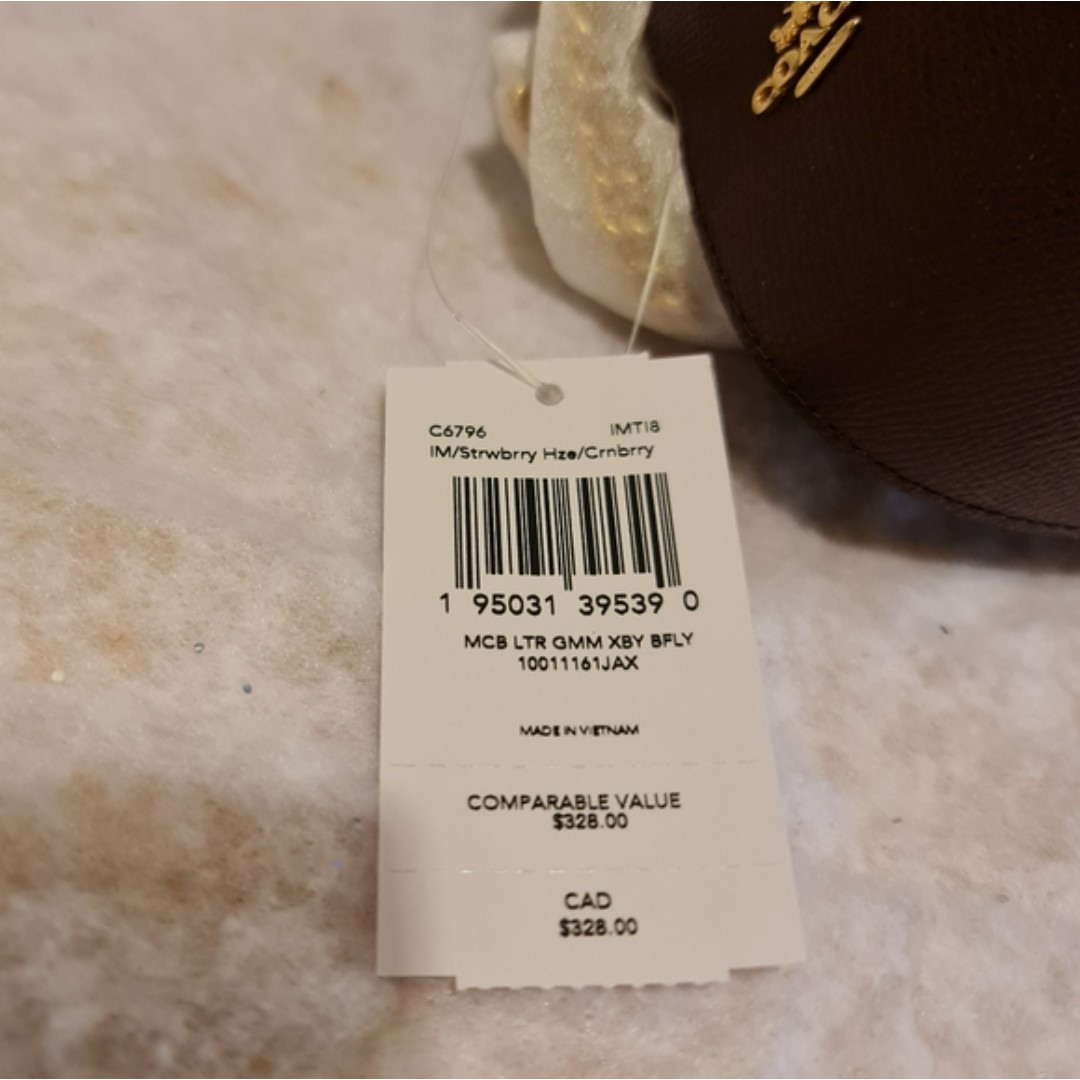 COACH
C6796 IMTI8
IM/Strwbrry Hze/Crnbrry
1 95031 39539 0
MCB LTR GMM XBY BFLY
10011161JAX
MADE IN VIETNAM
COMPARABLE VALUE
$328.00
CAD
$328.00